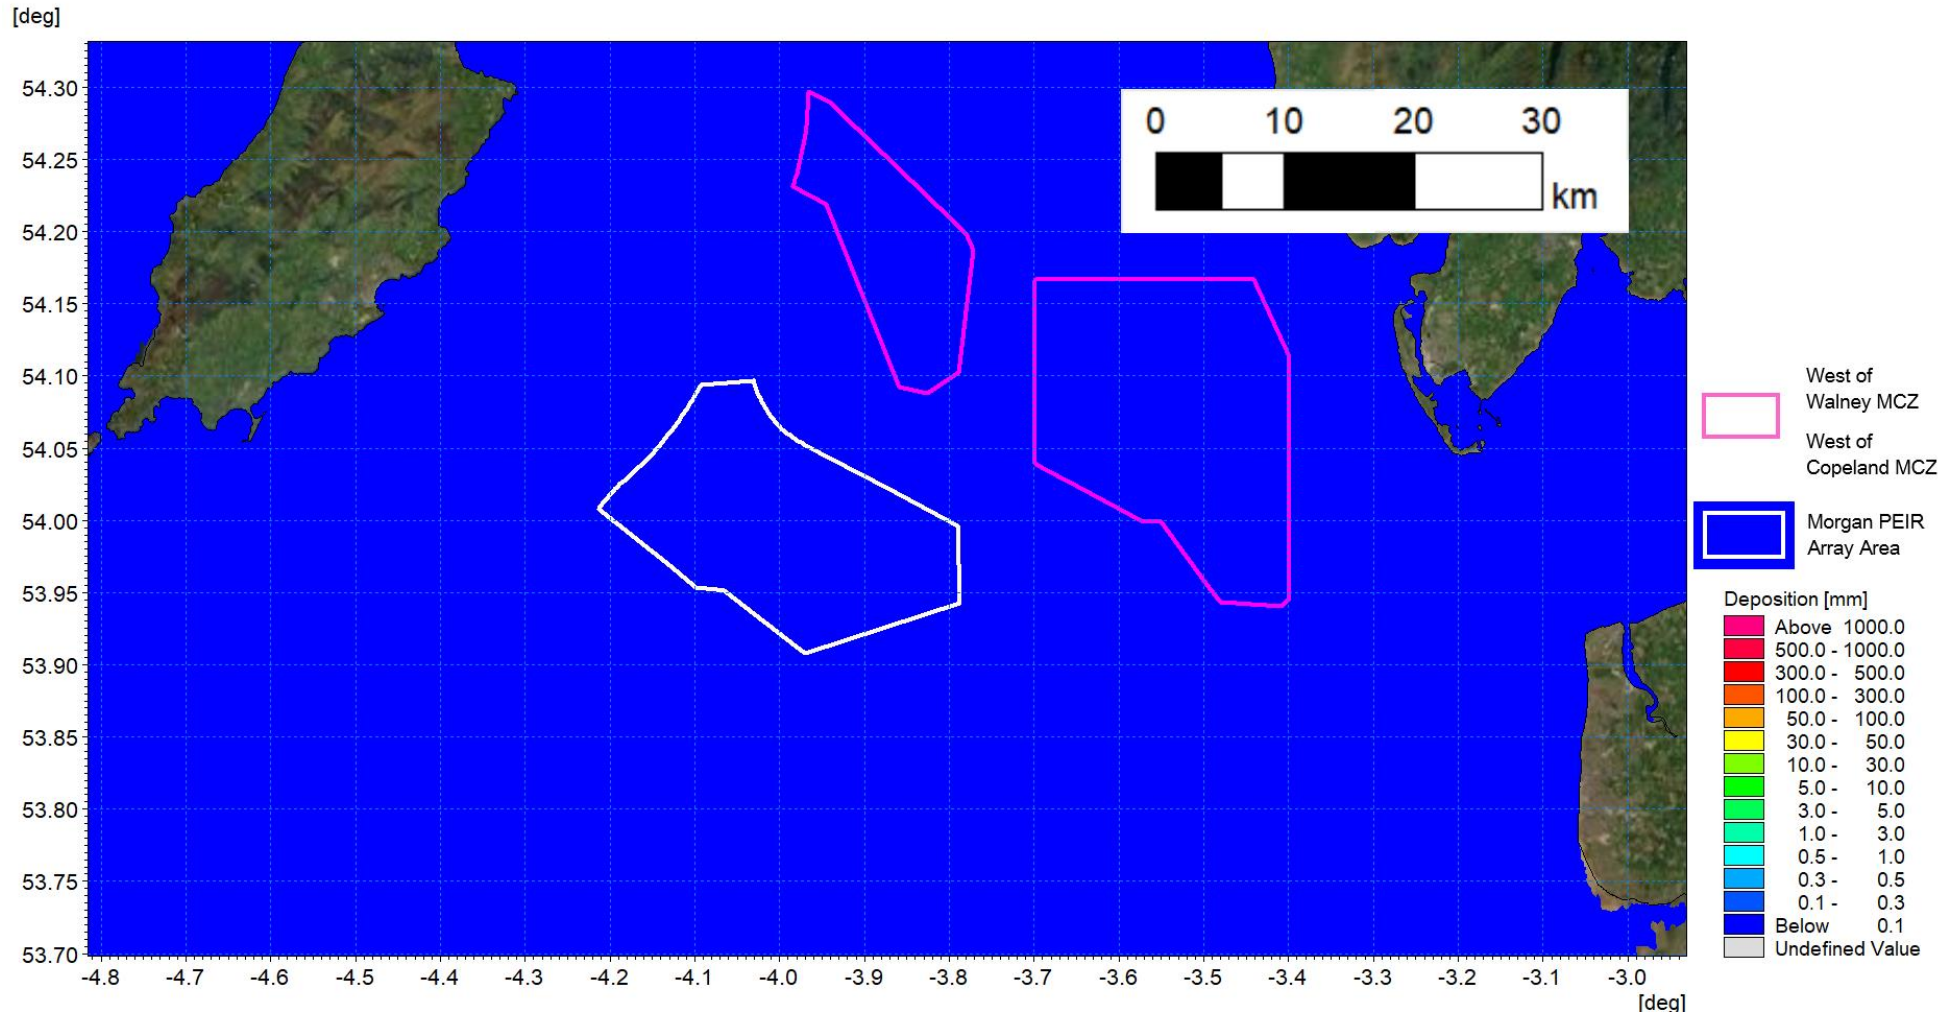 [deg]
54.30
54.25
54.20
54.15
54.10
54.05
54.00
53.95
53.90
53.85
53.80
53.75
53.70
-4.8 -4.7 -4.6 -4.5 -4.4 -4.3 -4.2 -4.1 -4.0 -3.9 -3.8 -3.7 -3.6 -3.5 -3.4 -3.3 -3.2 -3.1 -3.0
[deg]
0 10 20 30
km
West of
Walney MCZ
West of
Copeland MCZ
Morgan PEIR
Array Area
Deposition [mm]
Above 1000.0
500.0 - 1000.0
300.0 - 500.0
100.0 - 300.0
50.0 - 100.0
30.0 - 50.0
10.0 - 30.0
5.0 - 10.0
3.0 - 5.0
1.0 - 3.0
0.5 - 1.0
0.3 - 0.5
0.1 - 0.3
Below 0.1
Undefined Value